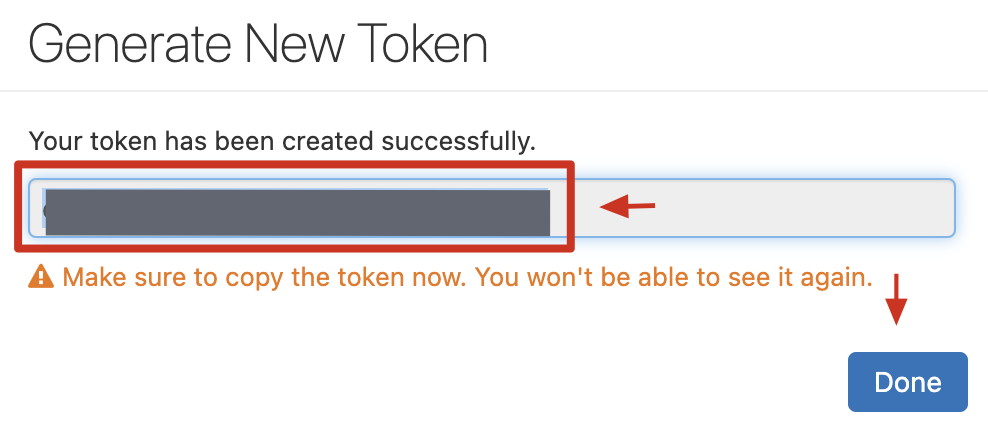 Generate New Token
Your token has been created successfully.
Make sure to copy the token now. You won't be able to see it again.
Done